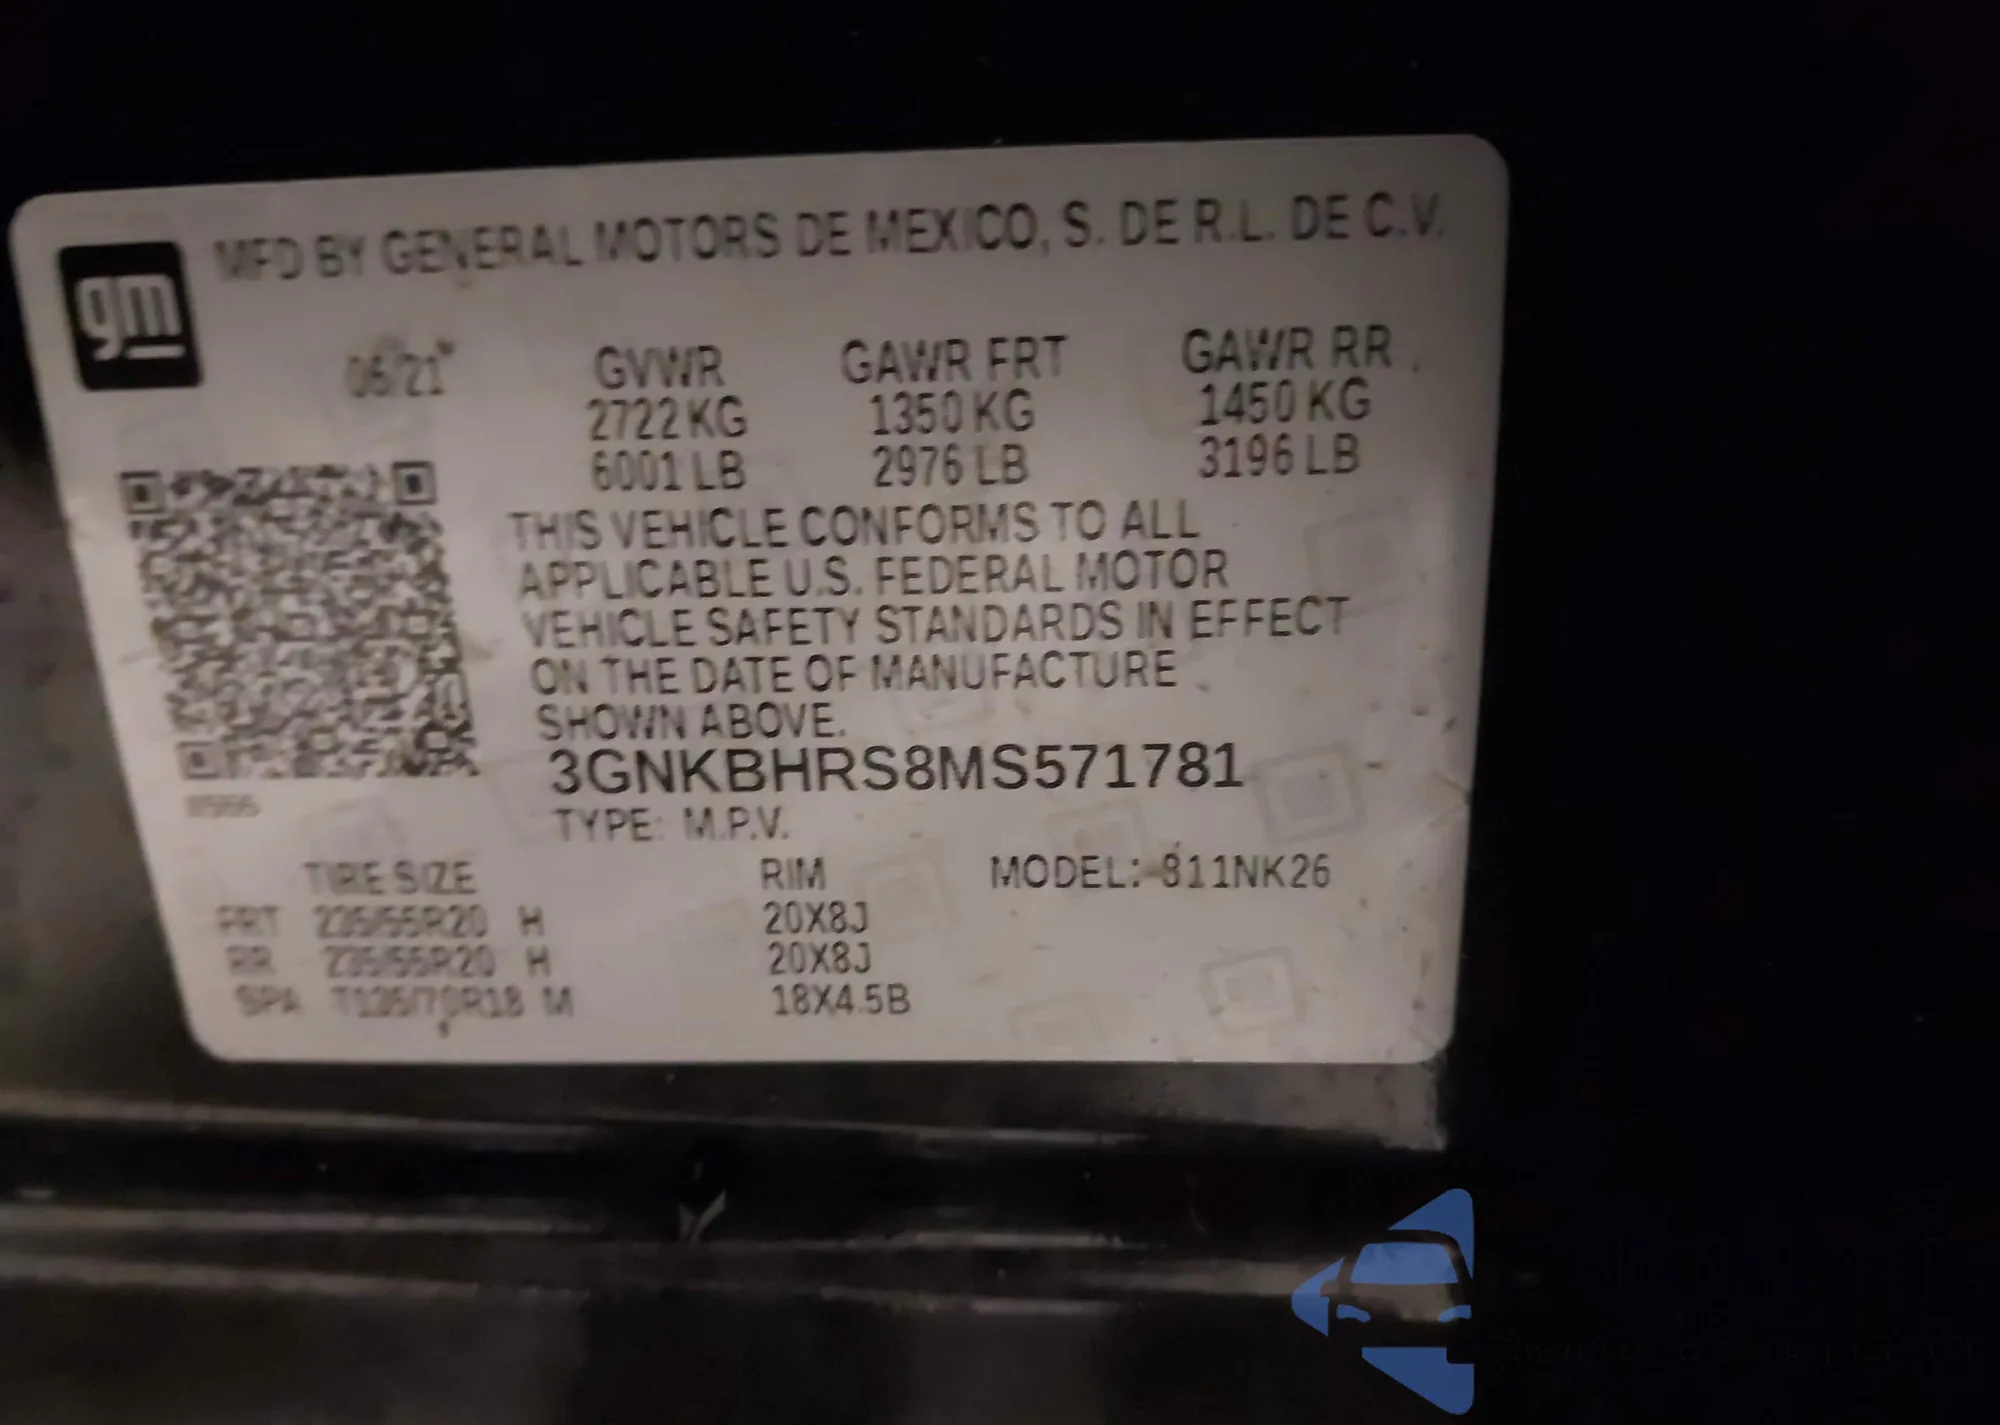 MFD BY GENERAL MOTORS DE MEXICO, S. DE R.L. DE C.V.
gm
06/21 GVWR GAWR FRT GAWR RR
2722 KG 1350 KG 1450 KG
6001 LB 2976 LB 3196 LB
THIS VEHICLE CONFORMS TO ALL
APPLICABLE U.S. FEDERAL MOTOR
VEHICLE SAFETY STANDARDS IN EFFECT
ON THE DATE OF MANUFACTURE
SHOWN ABOVE.
3GNKBHRS8MS571781
TYPE: M.P.V.
TIRE SIZE RIM MODEL: 811NK26
FRT 235/55R20 H 20X8J
RR 235/55R20 H 20X8J
SPA T135/70R18 M 18X4.5B